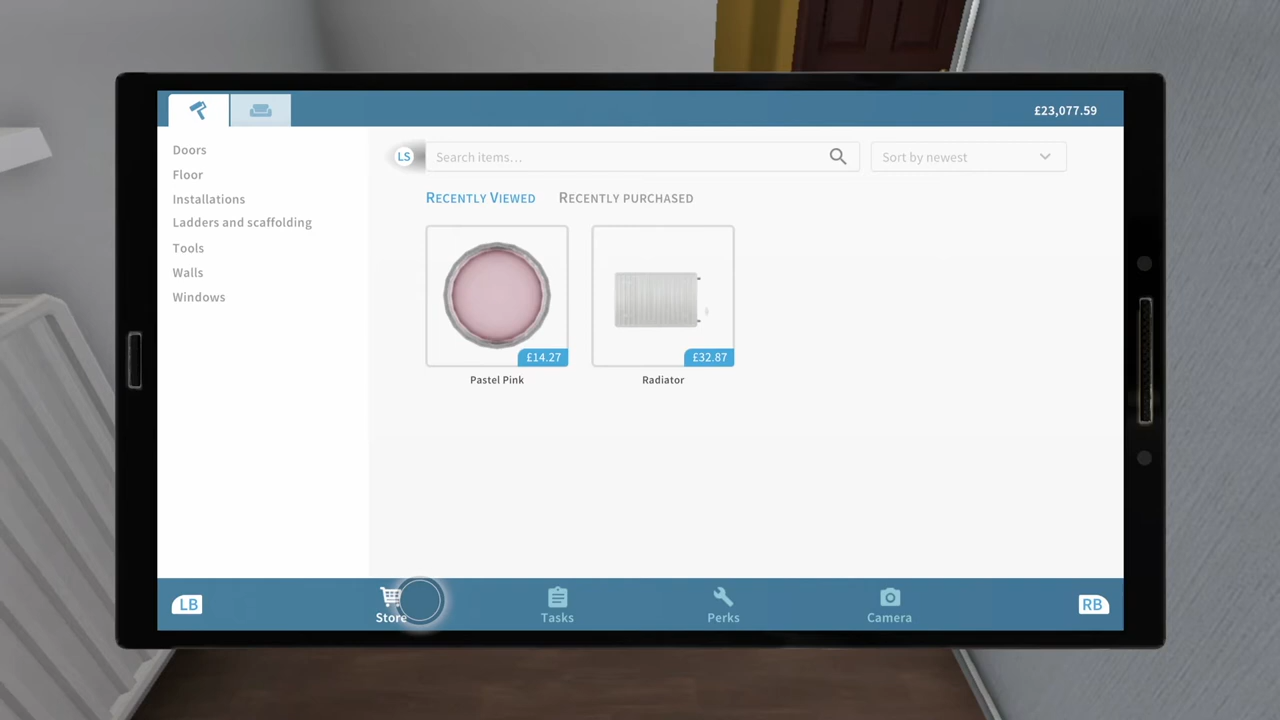 £23,077.59
Doors
Floor
Installations
Ladders and scaffolding
Tools
Walls
Windows
LS
Search items...
Sort by newest
RECENTLY VIEWED
RECENTLY PURCHASED
£14.27
£32.87
Pastel Pink
Radiator
LB
Store
Tasks
Perks
Camera
RB